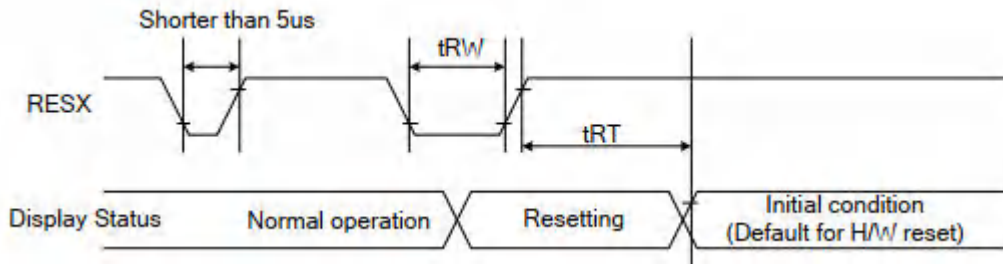 Shorter than 5us
tRW
RESX
tRT
Display Status
Normal operation
Resetting
Initial condition
(Default for H/W reset)